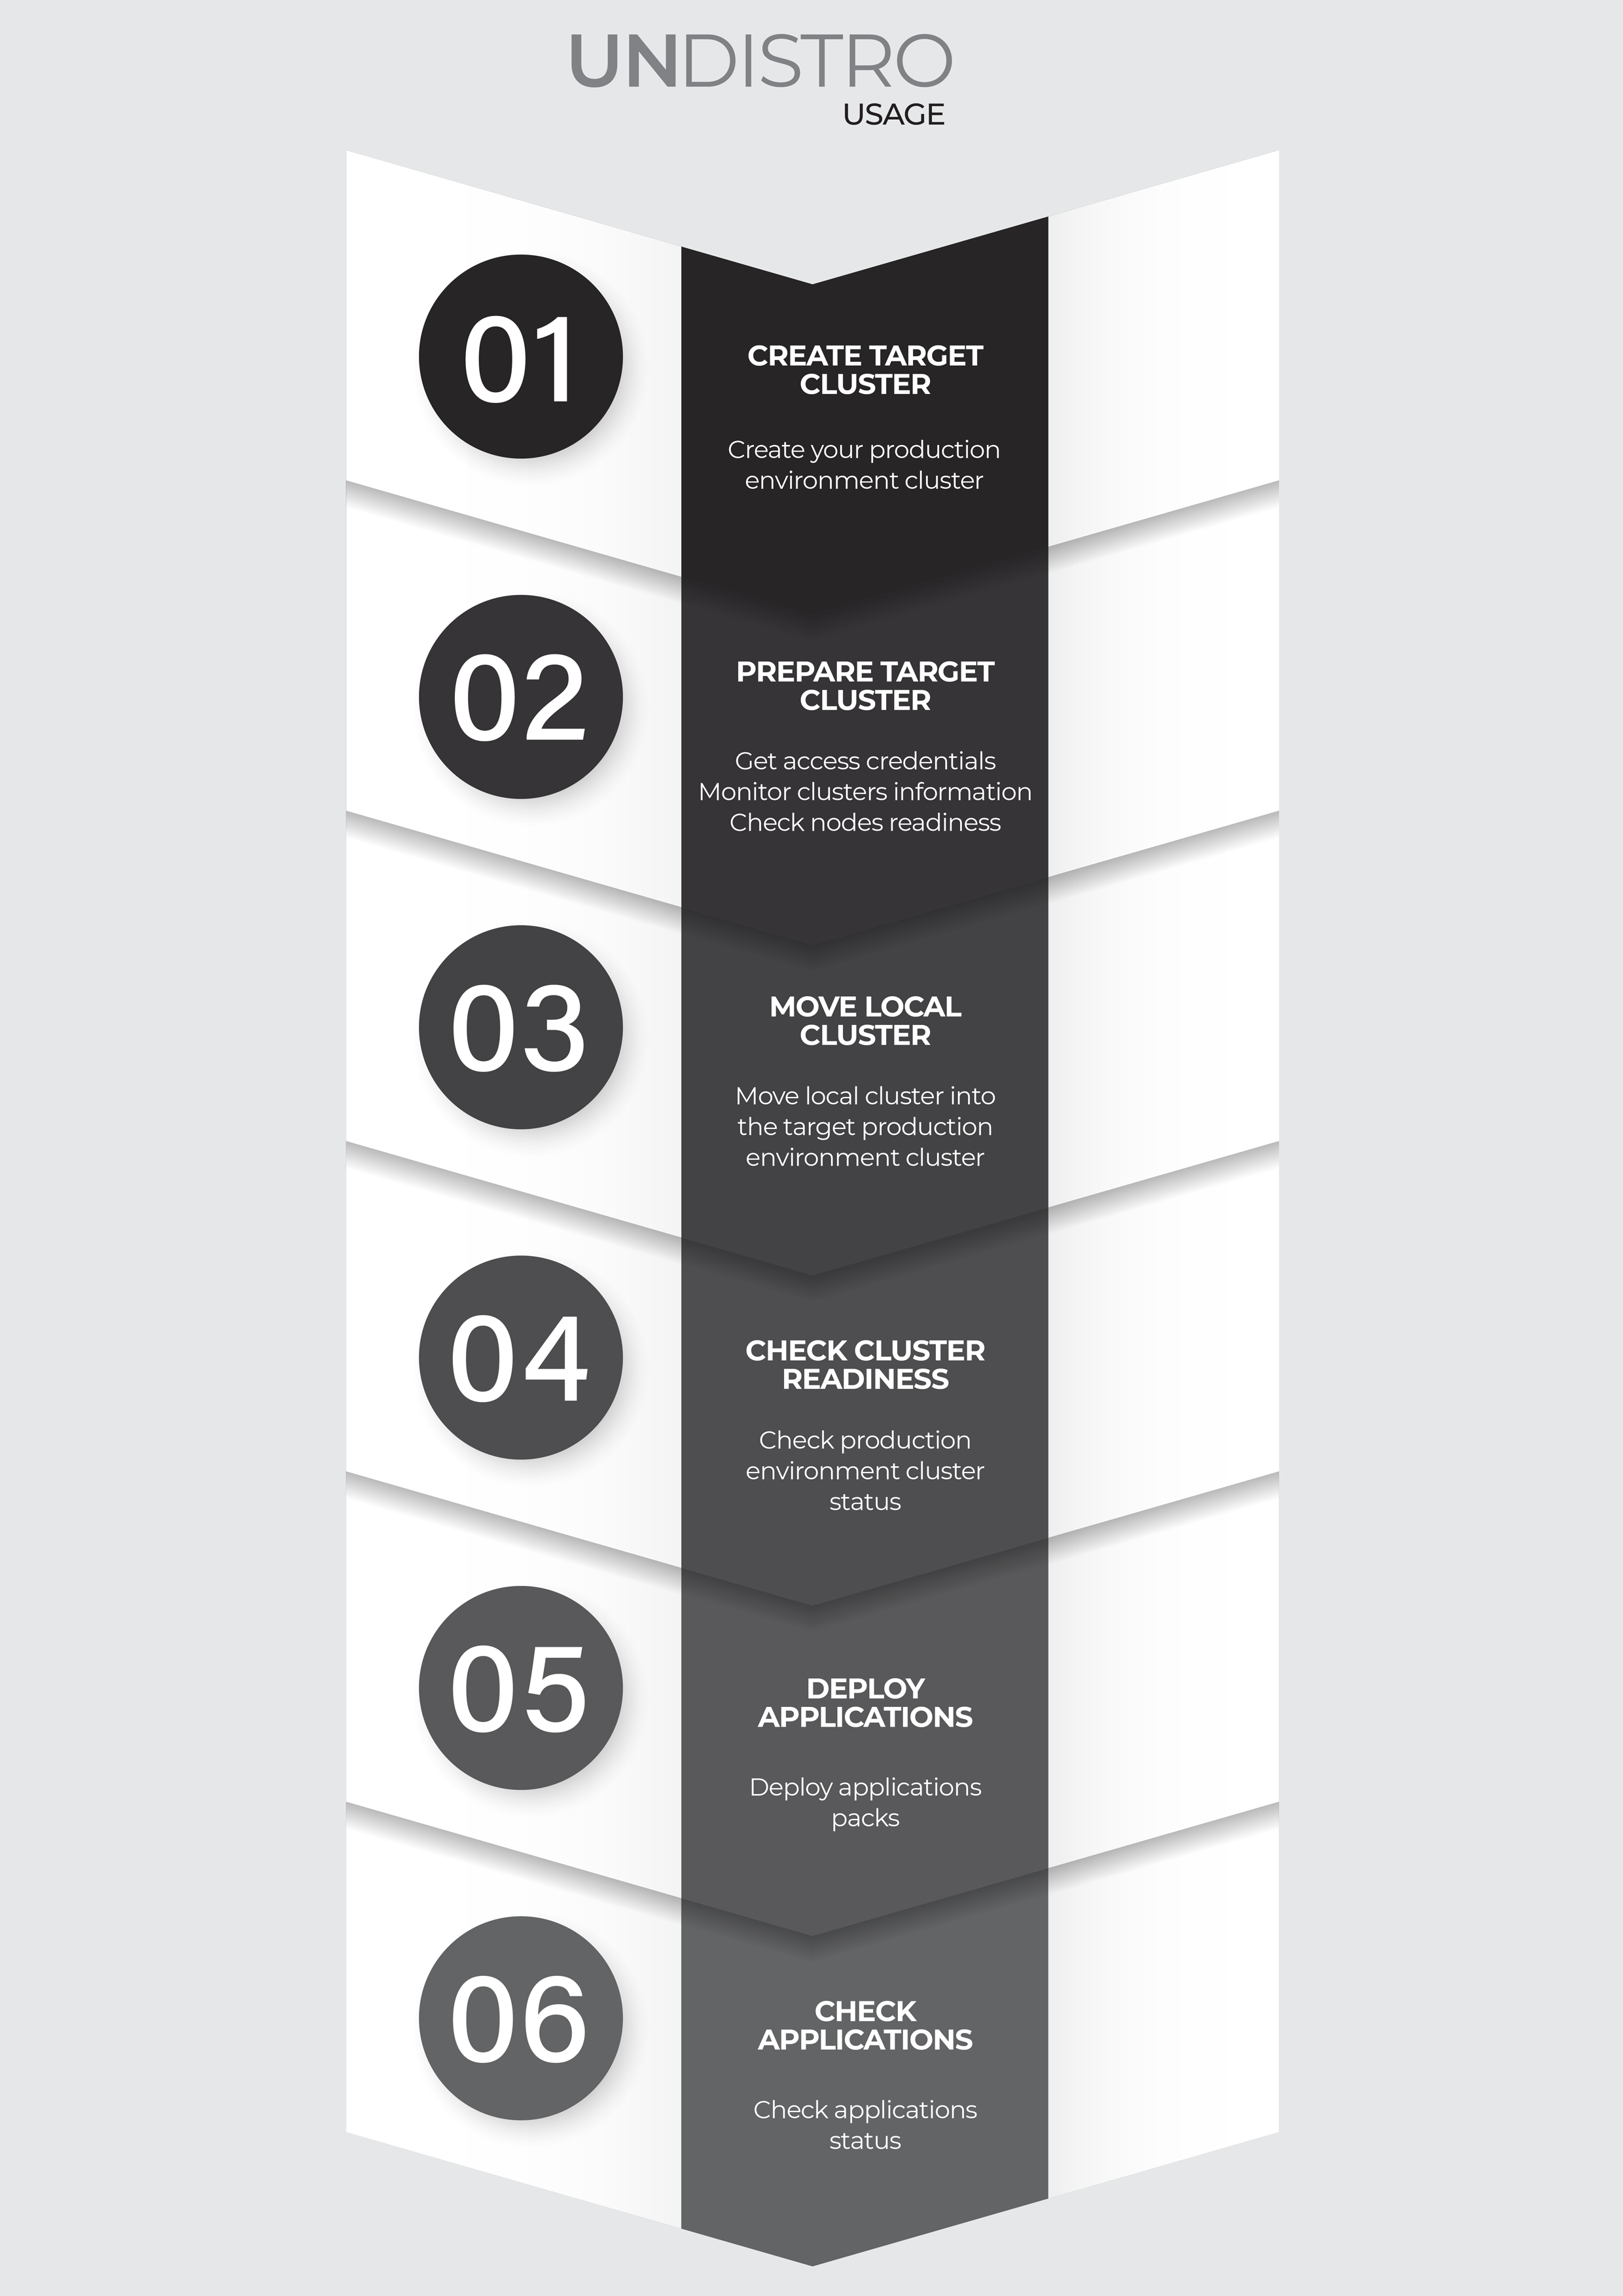 UNDISTRO
USAGE
01
CREATE TARGET
CLUSTER
Create your production
environment cluster
02
PREPARE TARGET
CLUSTER
Get access credentials
Monitor clusters information
Check nodes readiness
03
MOVE LOCAL
CLUSTER
Move local cluster into
the target production
environment cluster
04
CHECK CLUSTER
READINESS
Check production
environment cluster
status
05
DEPLOY
APPLICATIONS
Deploy applications
packs
06
CHECK
APPLICATIONS
Check applications
status